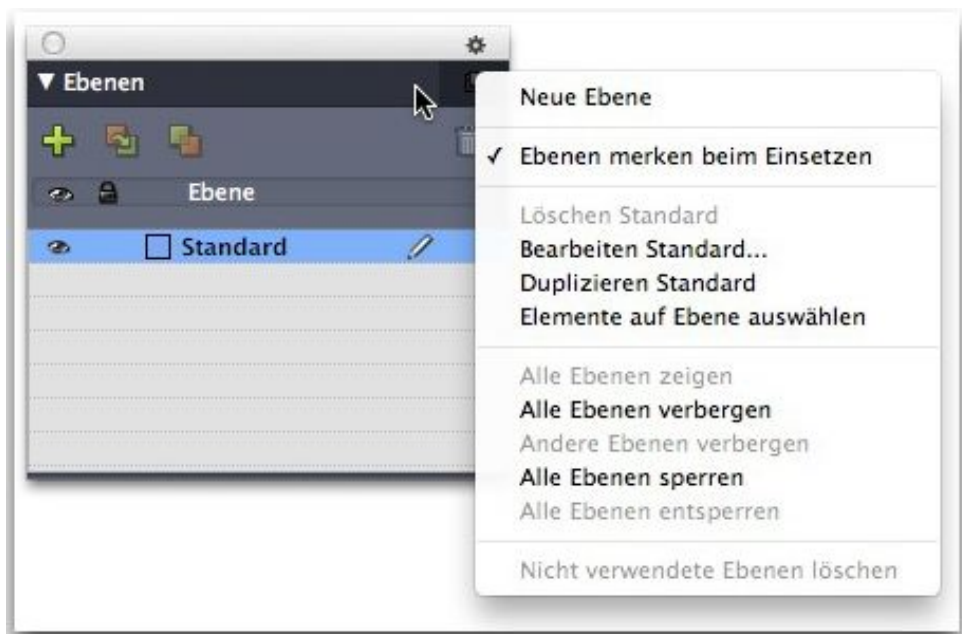 Ebenen
Ebene
Standard
Neue Ebene
Ebenen merken beim Einsetzen
Löschen Standard
Bearbeiten Standard...
Duplizieren Standard
Elemente auf Ebene auswählen
Alle Ebenen zeigen
Alle Ebenen verbergen
Andere Ebenen verbergen
Alle Ebenen sperren
Alle Ebenen entsperren
Nicht verwendete Ebenen löschen